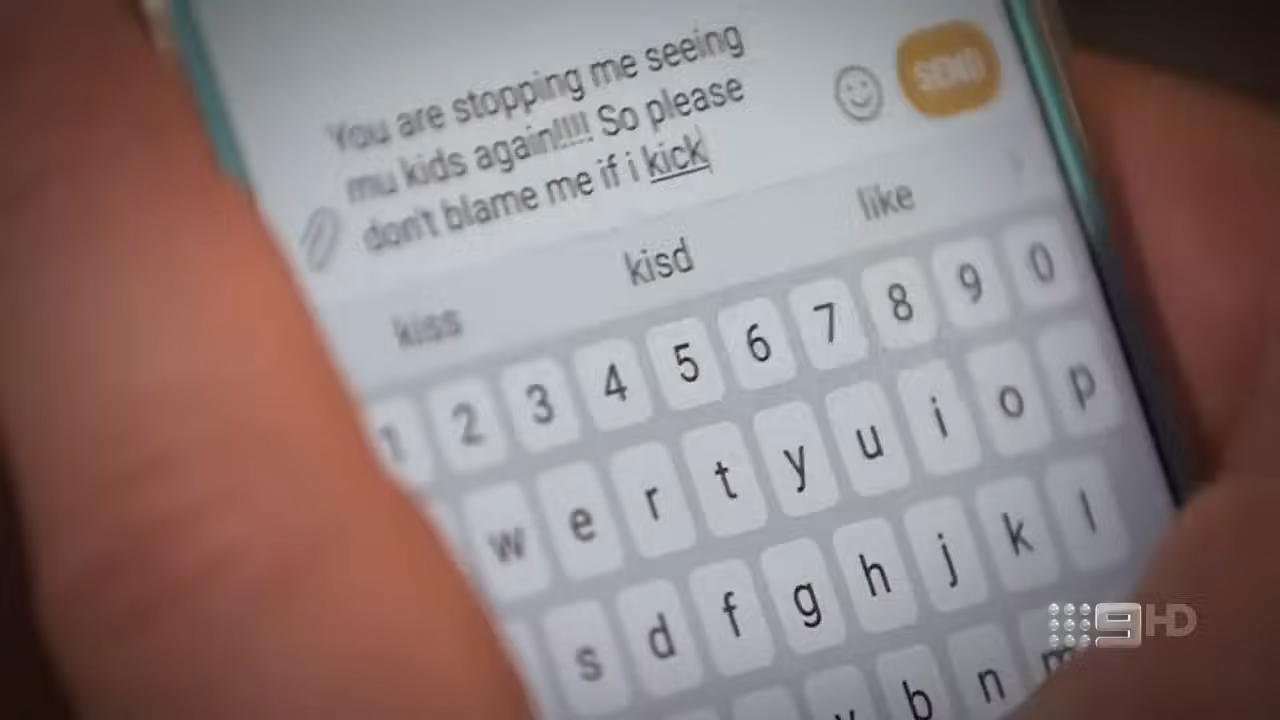 You are stopping me seeing
mu kids again!!!!! So please
don't blame me if i kick
SEND
kiss kisd like
1 2 3 4 5 6 7 8 9 0
w e r t y u i o p
s d f g h j k l
v b n m
9HD